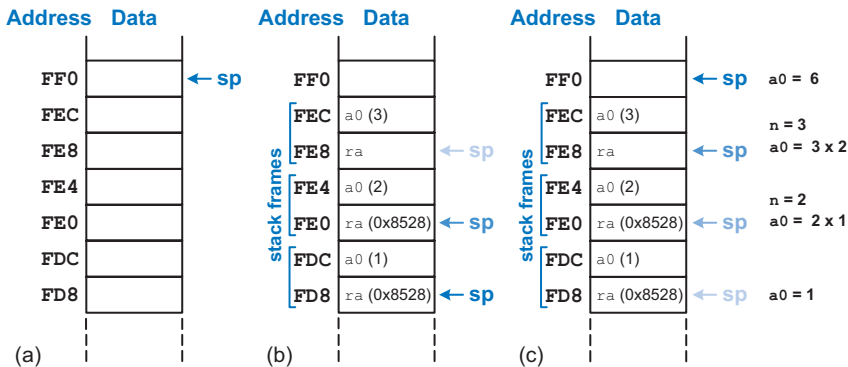 Address Data
FF0 sp
FEC
FE8
FE4
FE0
FDC
FD8
(a)
Address Data
FF0
FEC a0 (3)
FE8 ra sp
FE4 a0 (2)
FE0 ra (0x8528) sp
FDC a0 (1)
FD8 ra (0x8528) sp
stack frames
(b)
Address Data
FF0 sp a0 = 6
FEC a0 (3) n = 3
FE8 ra sp a0 = 3 x 2
FE4 a0 (2) n = 2
FE0 ra (0x8528) sp a0 = 2 x 1
FDC a0 (1)
FD8 ra (0x8528) sp a0 = 1
stack frames
(c)